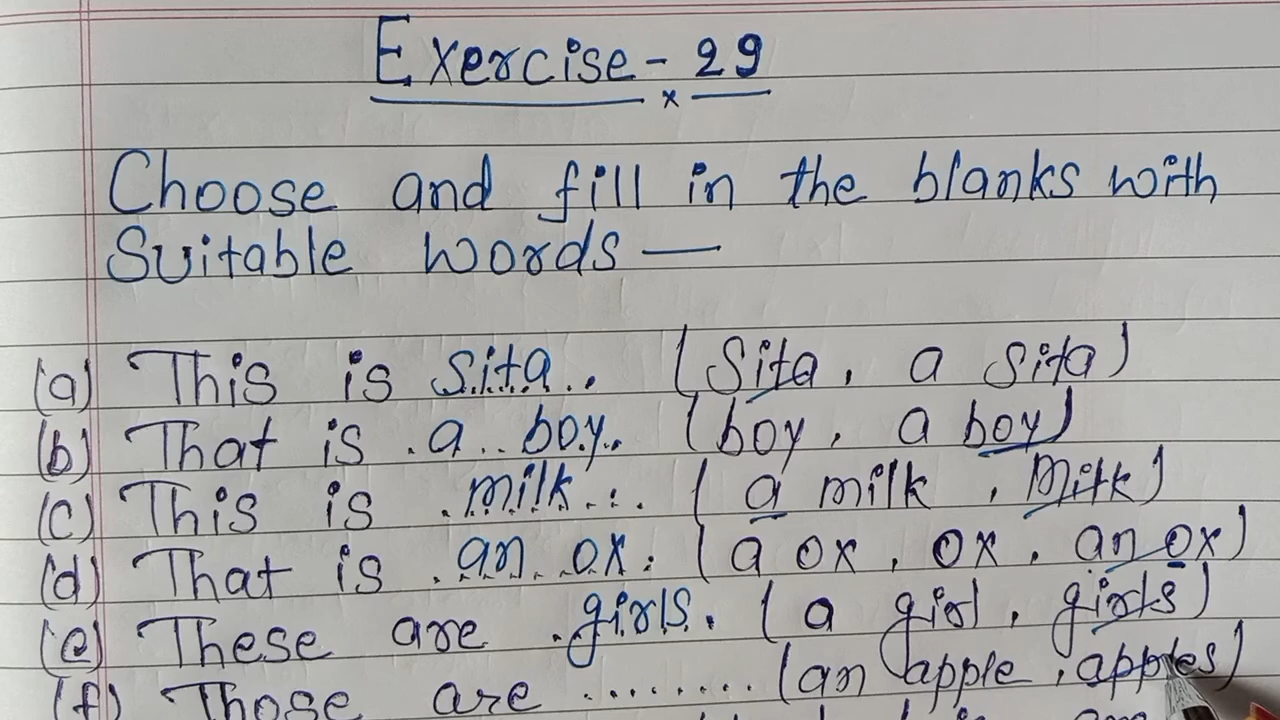 Exercise - 29
Choose and fill in the blanks with
Suitable words —
(a) This is Sita.. (Sita, a Sita)
(b) That is .a.. boy.. (boy, a boy)
(c) This is .milk... (a milk, Milk)
(d) That is .an ox. (a ox, ox, an ox)
(e) These are .girls. (a girl, girls)
(f) Those are ......... (an apple, apples)